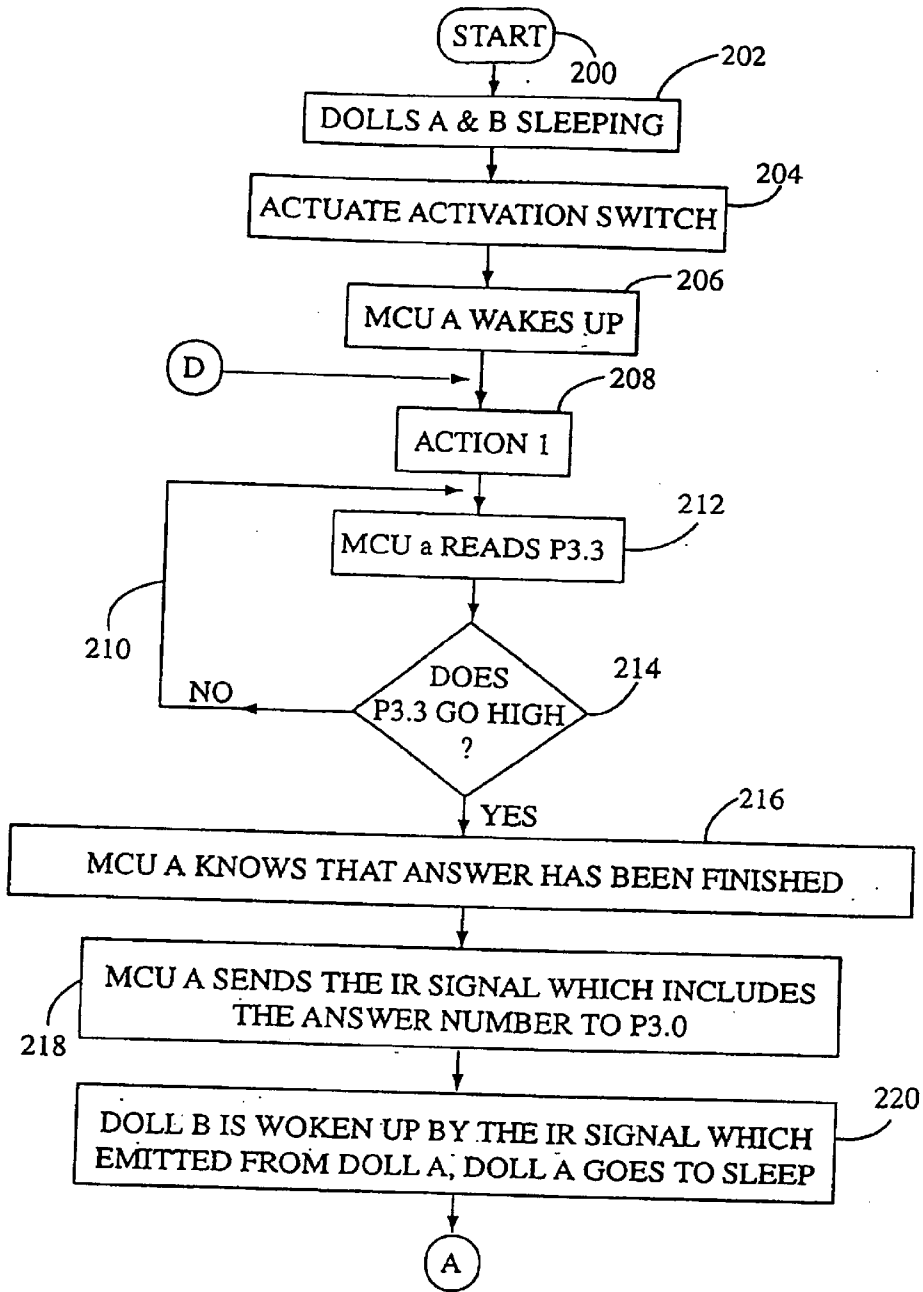 START
200
202
DOLLS A & B SLEEPING
204
ACTUATE ACTIVATION SWITCH
206
MCU A WAKES UP
D
208
ACTION 1
212
MCU a READS P3.3
210
214
DOES
P3.3 GO HIGH
?
NO
YES
216
MCU A KNOWS THAT ANSWER HAS BEEN FINISHED
MCU A SENDS THE IR SIGNAL WHICH INCLUDES
THE ANSWER NUMBER TO P3.0
218
220
DOLL B IS WOKEN UP BY THE IR SIGNAL WHICH
EMITTED FROM DOLL A, DOLL A GOES TO SLEEP
A